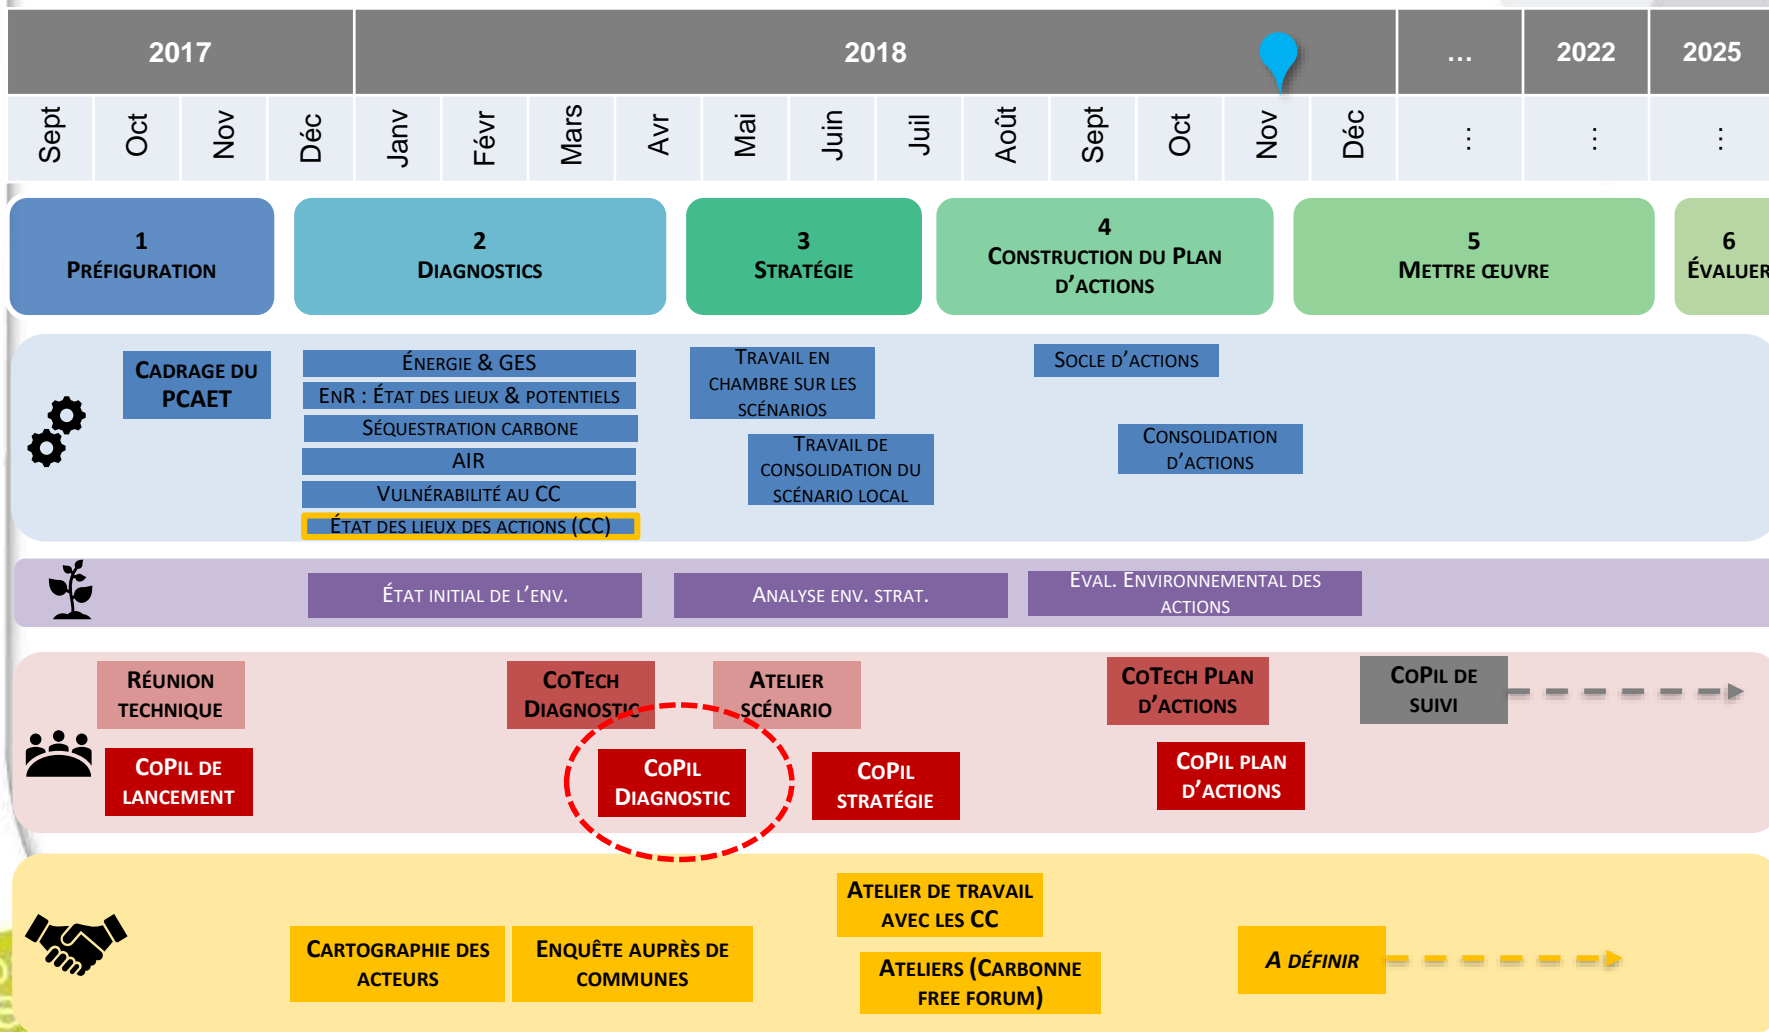 2017
2018
...
2022
2025
Sept
Oct
Nov
Déc
Janv
Févr
Mars
Avr
Mai
Juin
Juil
Août
Sept
Oct
Nov
Déc
...
...
...
1
PRÉFIGURATION
2
DIAGNOSTICS
3
STRATÉGIE
4
CONSTRUCTION DU PLAN
D'ACTIONS
5
METTRE ŒUVRE
6
ÉVALUER
CADRAGE DU
PCAET
ÉNERGIE & GES
ENR : ÉTAT DES LIEUX & POTENTIELS
SÉQUESTRATION CARBONE
AIR
VULNÉRABILITÉ AU CC
ÉTAT DES LIEUX DES ACTIONS (CC)
TRAVAIL EN
CHAMBRE SUR LES
SCÉNARIOS
TRAVAIL DE
CONSOLIDATION DU
SCÉNARIO LOCAL
SOCLE D'ACTIONS
CONSOLIDATION
D'ACTIONS
ÉTAT INITIAL DE L'ENV.
ANALYSE ENV. STRAT.
EVAL. ENVIRONNEMENTAL DES
ACTIONS
RÉUNION
TECHNIQUE
COTECH
DIAGNOSTIC
ATELIER
SCÉNARIO
COTECH PLAN
D'ACTIONS
COPIL DE
SUIVI
COPIL DE
LANCEMENT
COPIL
DIAGNOSTIC
COPIL
STRATÉGIE
COPIL PLAN
D'ACTIONS
ATELIER DE TRAVAIL
AVEC LES CC
CARTOGRAPHIE DES
ACTEURS
ENQUÊTE AUPRÈS DE
COMMUNES
ATELIERS (CARBONNE
FREE FORUM)
A DÉFINIR